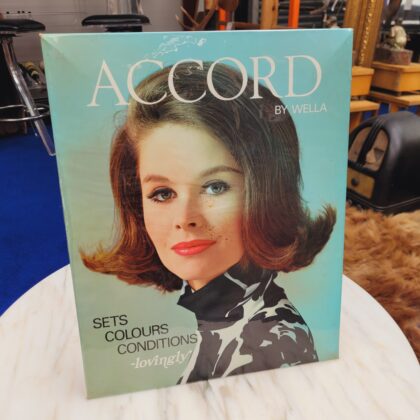 ACCORD
BY WELLA
SETS
COLOURS
CONDITIONS
-lovingly